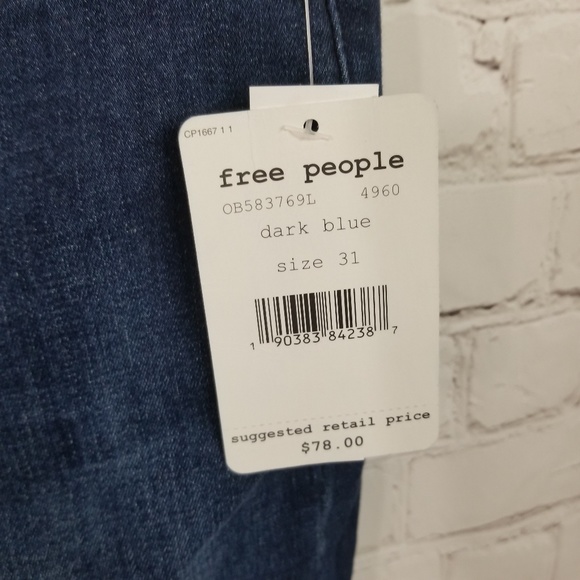 CP1667 1 1
free people
OB583769L 4960
dark blue
size 31
1 90383 84238 7
suggested retail price
$78.00